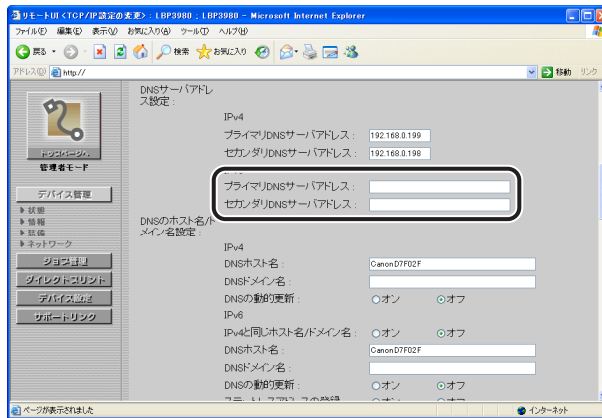 リモートUI <TCP/IP設定の変更> : LBP3980 ; LBP3980 - Microsoft Internet Explorer
ファイル(F) 編集(E) 表示(V) お気に入り(A) ツール(T) ヘルプ(H)
戻る 検索 お気に入り
アドレス(D) http:// 移動 リンク
トップページへ
管理者モード
デバイス管理
状態
情報
装備
ネットワーク
ジョブ管理
ダイレクトプリント
デバイス設定
サポートリンク
DNSサーバアドレ
ス設定 :
IPv4
プライマリDNSサーバアドレス : 192.168.0.199
セカンダリDNSサーバアドレス : 192.168.0.198
プライマリDNSサーバアドレス :
セカンダリDNSサーバアドレス :
DNSのホスト名/ド
メイン名設定 :
IPv4
DNSホスト名 : CanonD7F02F
DNSドメイン名 :
DNSの動的更新 : オン オフ
IPv6
IPv4と同じホスト名/ドメイン名 : オン オフ
DNSホスト名 : CanonD7F02F
DNSドメイン名 :
DNSの動的更新 : オン オフ
ページが表示されました インターネット